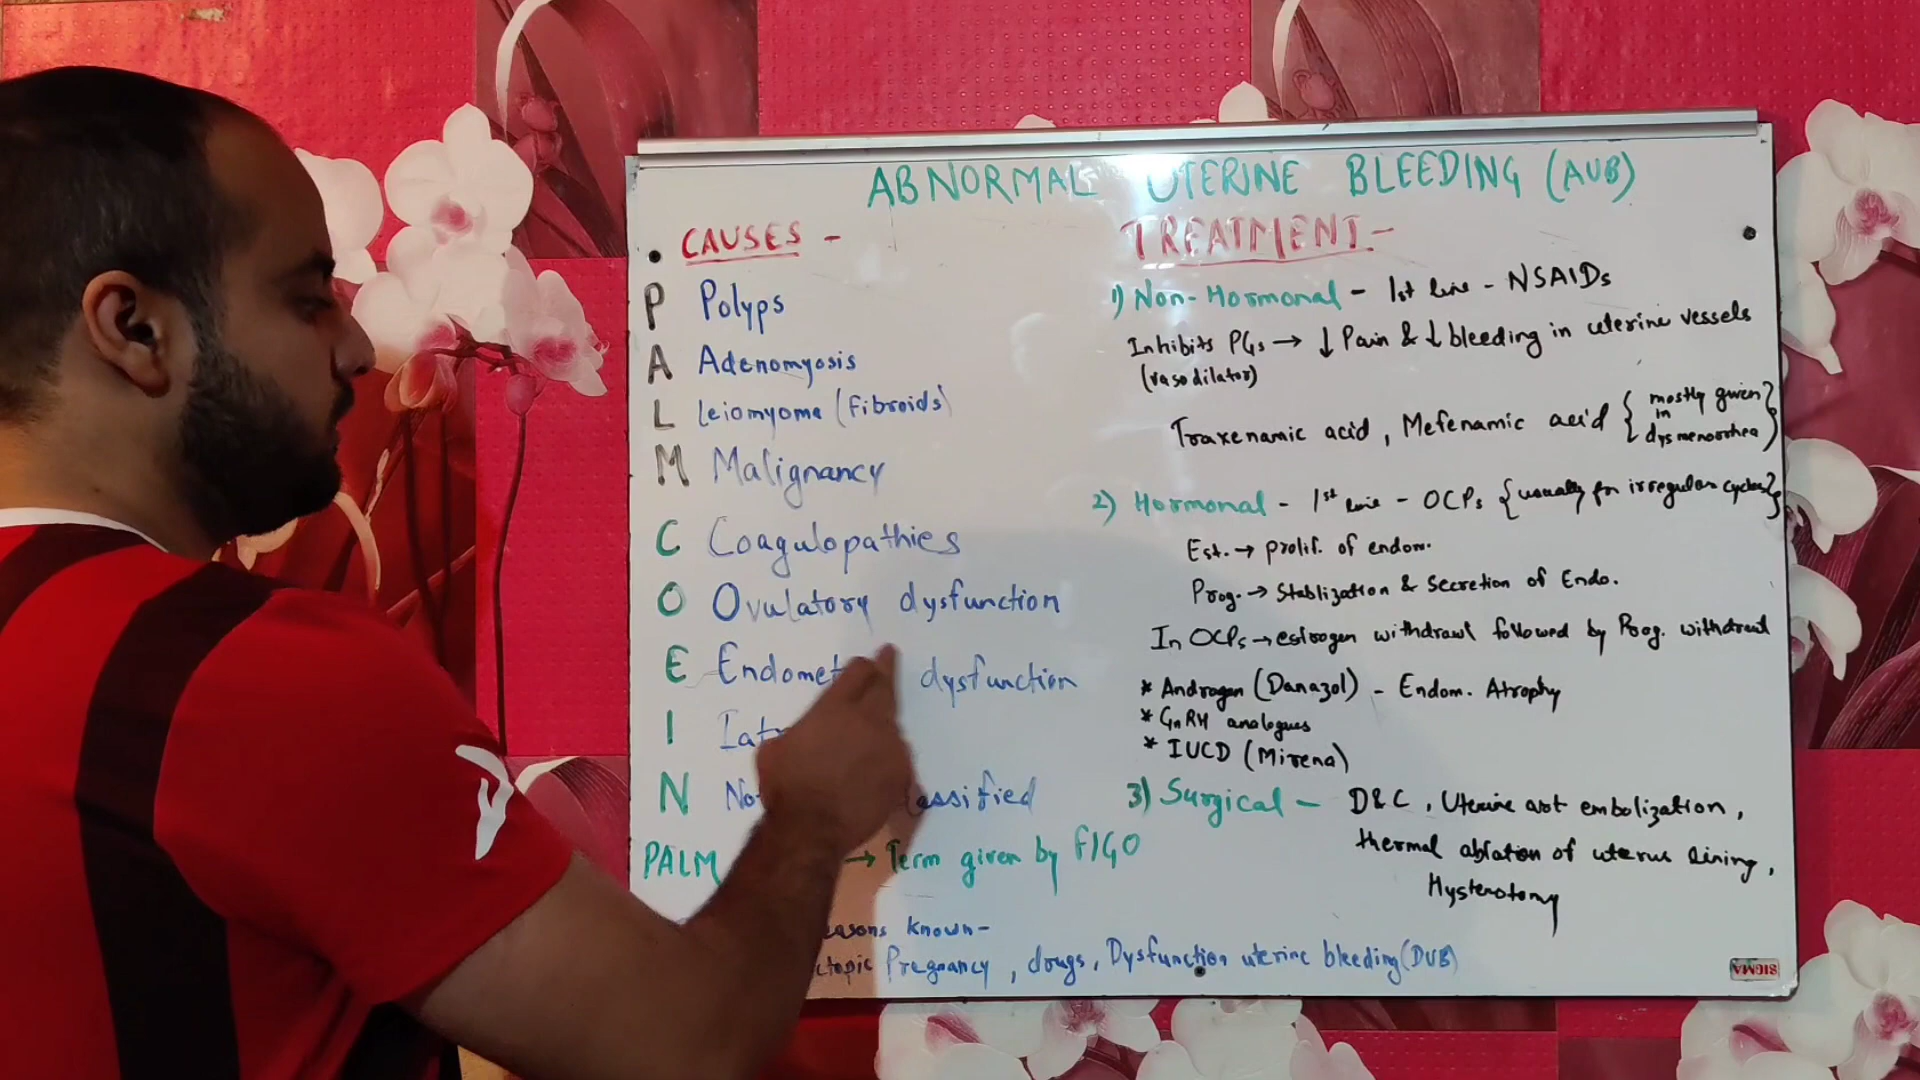 ABNORMAL UTERINE BLEEDING (AUB)
• CAUSES -
P Polyps
A Adenomyosis
L Leiomyoma (Fibroids)
M Malignancy
C Coagulopathies
O Ovulatory dysfunction
E Endomet dysfunction
I Iat
N No assified
PALM → Term given by FIGO
easons known-
ctopic Pregnancy, drugs, Dysfunction uterine bleeding (DUB)
TREATMENT -
1) Non-Hormonal - 1st line - NSAIDs
Inhibits PGs → ↓ Pain & ↓ bleeding in uterine vessels
(vasodilator)
Traxenamic acid, Mefenamic acid { mostly given in dysmenorrhea }
2) Hormonal - 1st line - OCPs { usually for irregular cycles }
Est. → prolif. of endom.
Prog. → Stablization & Secretion of Endo.
In OCPs → estrogen withdrawl followed by Prog. withdrawl
* Androgen (Danazol) - Endom. Atrophy
* GnRH analogues
* IUCD (Mirena)
3) Surgical - D&C, Uterine art embolization,
thermal ablation of uterus lining,
Hysterotomy
SIGMA